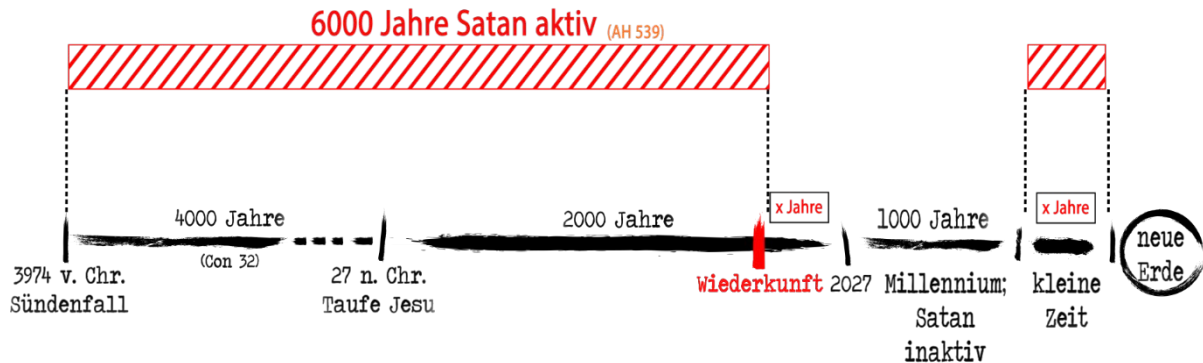 6000 Jahre Satan aktiv (AH 539)
x Jahre
x Jahre
4000 Jahre
2000 Jahre
1000 Jahre
(Con 32)
3974 v. Chr.
Sündenfall
27 n. Chr.
Taufe Jesu
Wiederkunft
2027
Millennium;
Satan
inaktiv
kleine
Zeit
neue
Erde